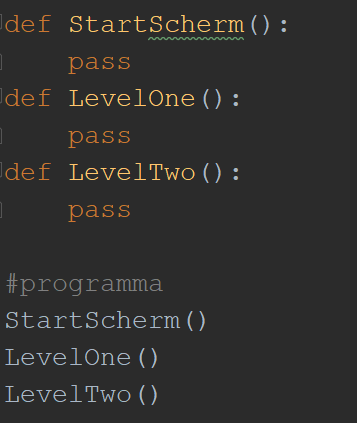 def StartScherm():
    pass
def LevelOne():
    pass
def LevelTwo():
    pass
#programma
StartScherm()
LevelOne()
LevelTwo()